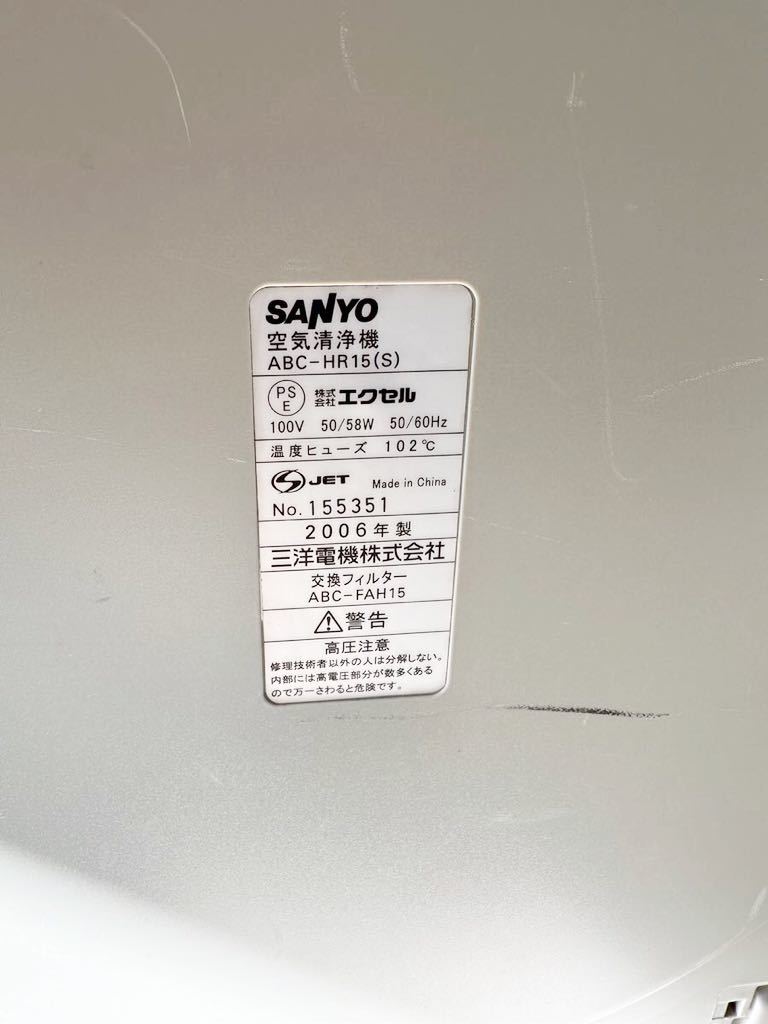 SANYO
空気清浄機
ABC-HR15(S)
PS
E
株式
会社
エクセル
100V 50/58W 50/60Hz
温度ヒューズ 102℃
S JET Made in China
No.155351
2006年製
三洋電機株式会社
交換フィルター
ABC-FAH15
警告
高圧注意
修理技術者以外の人は分解しない。
内部には高電圧部分が数多くある
ので万一さわると危険です。